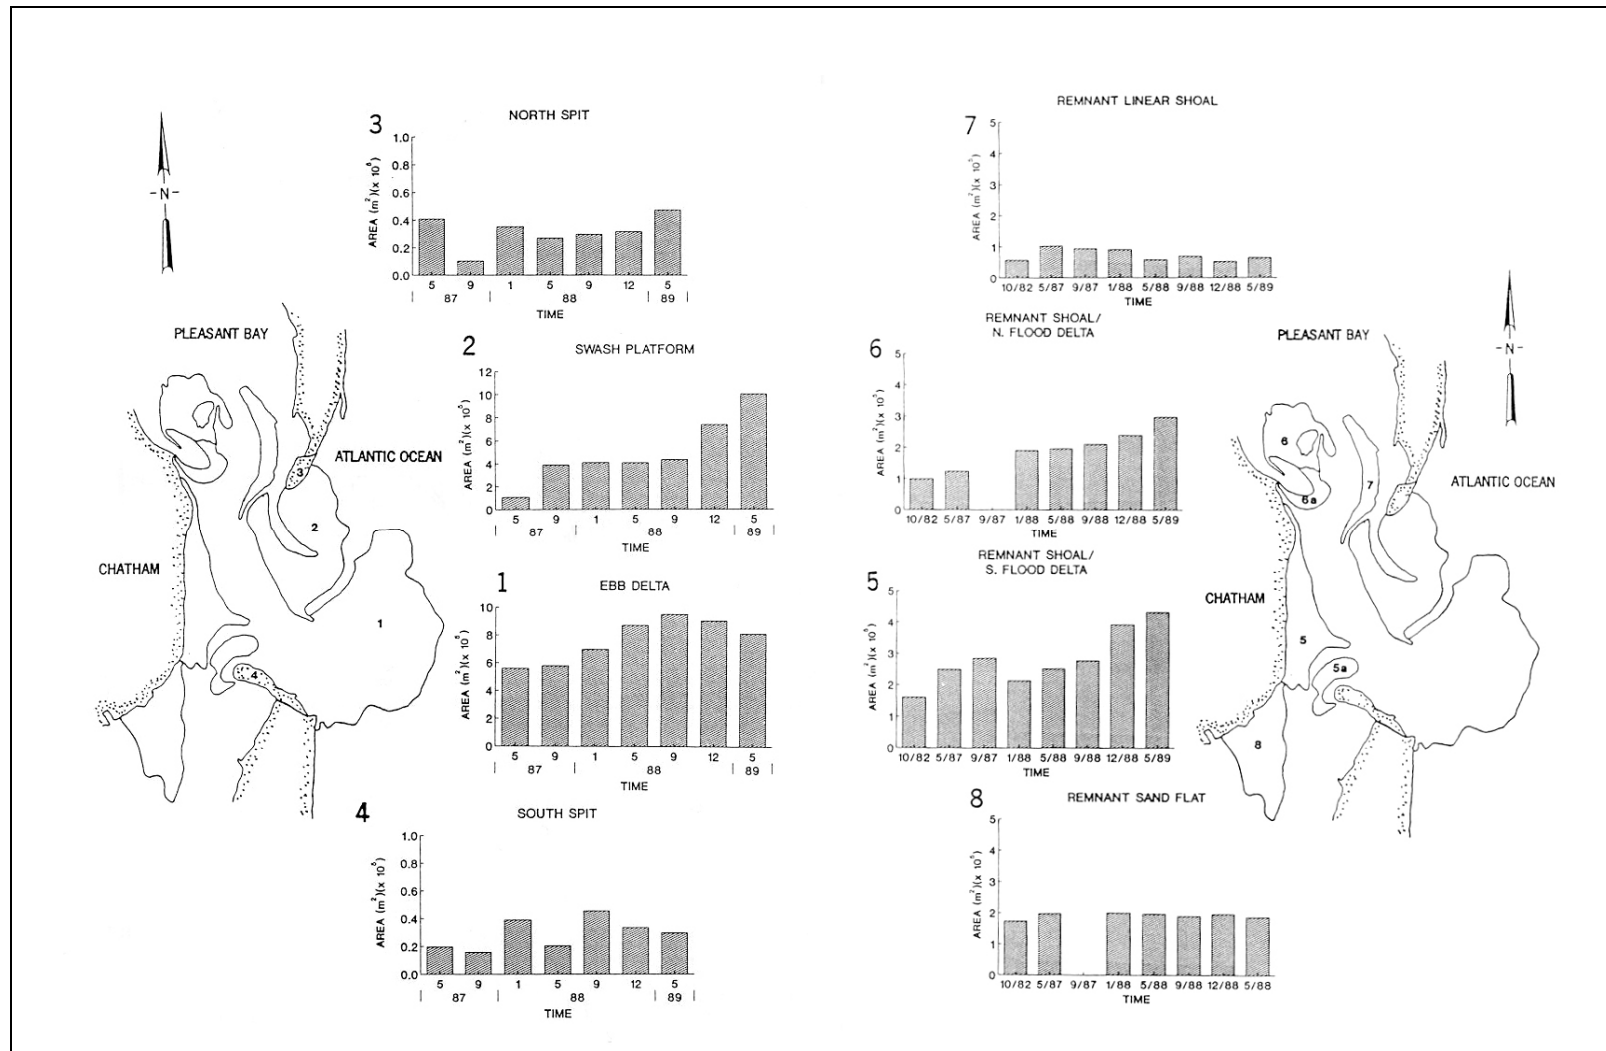 -N-
3
NORTH SPIT
AREA (m²)(x 10⁵)
1.0
0.8
0.6
0.4
0.2
0.0
5 9 1 5 9 12 5
87 88 89
TIME
PLEASANT BAY
ATLANTIC OCEAN
CHATHAM
3
2
1
4
2
SWASH PLATFORM
AREA (m²)(x 10⁵)
12
10
8
6
4
2
0
5 9 1 5 9 12 5
87 88 89
TIME
1
EBB DELTA
AREA (m²)(x 10⁵)
10
8
6
4
2
0
5 9 1 5 9 12 5
87 88 89
TIME
4
SOUTH SPIT
AREA (m²)(x 10⁵)
1.0
0.8
0.6
0.4
0.2
0.0
5 9 1 5 9 12 5
87 88 89
TIME
7
REMNANT LINEAR SHOAL
AREA (m²)(x 10⁵)
5
4
3
2
1
0
10/82 5/87 9/87 1/88 5/88 9/88 12/88 5/89
TIME
6
REMNANT SHOAL/
N. FLOOD DELTA
AREA (m²)(x 10⁵)
5
4
3
2
1
0
10/82 5/87 9/87 1/88 5/88 9/88 12/88 5/89
TIME
5
REMNANT SHOAL/
S. FLOOD DELTA
AREA (m²)(x 10⁵)
5
4
3
2
1
0
10/82 5/87 9/87 1/88 5/88 9/88 12/88 5/89
TIME
8
REMNANT SAND FLAT
AREA (m²)(x 10⁵)
5
4
3
2
1
0
10/82 5/87 9/87 1/88 5/88 9/88 12/88 5/88
TIME
-N-
PLEASANT BAY
ATLANTIC OCEAN
CHATHAM
6
6a
7
5
5a
8